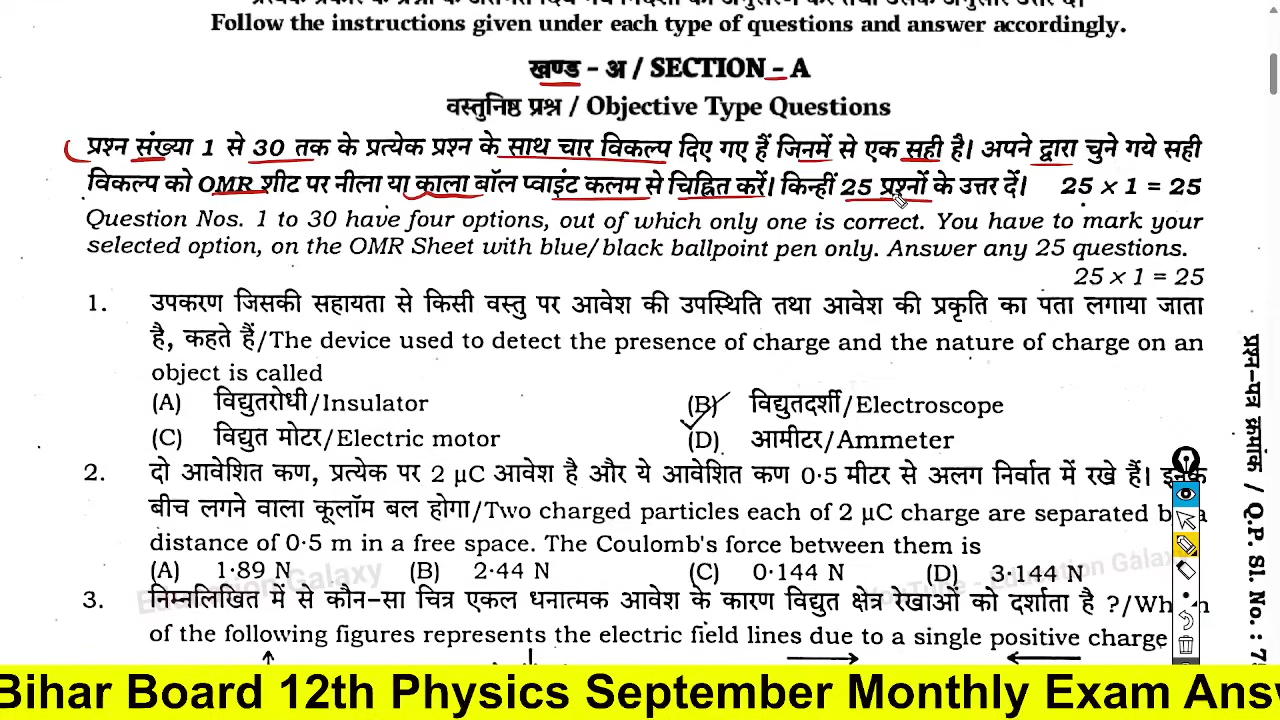 Follow the instructions given under each type of questions and answer accordingly.
खण्ड - अ / SECTION - A
वस्तुनिष्ठ प्रश्न / Objective Type Questions
प्रश्न संख्या 1 से 30 तक के प्रत्येक प्रश्न के साथ चार विकल्प दिए गए हैं जिनमें से एक सही है। अपने द्वारा चुने गये सही
विकल्प को OMR शीट पर नीला या काला बॉल प्वाइंट कलम से चिह्नित करें। किन्हीं 25 प्रश्नों के उत्तर दें। 25 × 1 = 25
Question Nos. 1 to 30 have four options, out of which only one is correct. You have to mark your
selected option, on the OMR Sheet with blue/black ballpoint pen only. Answer any 25 questions.
25 × 1 = 25
1. उपकरण जिसकी सहायता से किसी वस्तु पर आवेश की उपस्थिति तथा आवेश की प्रकृति का पता लगाया जाता
है, कहते हैं/The device used to detect the presence of charge and the nature of charge on an
object is called
(A) विद्युतरोधी/Insulator (B) विद्युतदर्शी/Electroscope
(C) विद्युत मोटर/Electric motor (D) आमीटर/Ammeter
2. दो आवेशित कण, प्रत्येक पर 2 μC आवेश है और ये आवेशित कण 0·5 मीटर से अलग निर्वात में रखे हैं।
बीच लगने वाला कूलॉम बल होगा/Two charged particles each of 2 μC charge are separated
distance of 0·5 m in a free space. The Coulomb's force between them is
(A) 1·89 N (B) 2·44 N (C) 0·144 N (D) 3·144 N
3. निम्नलिखित में से कौन-सा चित्र एकल धनात्मक आवेश के कारण विद्युत क्षेत्र रेखाओं को दर्शाता है ?/
of the following figures represents the electric field lines due to a single positive charge
प्रश्न-पत्र क्रमांक / Q.P. Sl. No. :
Education Galaxy
YouTube - Education Galaxy
Bihar Board 12th Physics September Monthly Exam